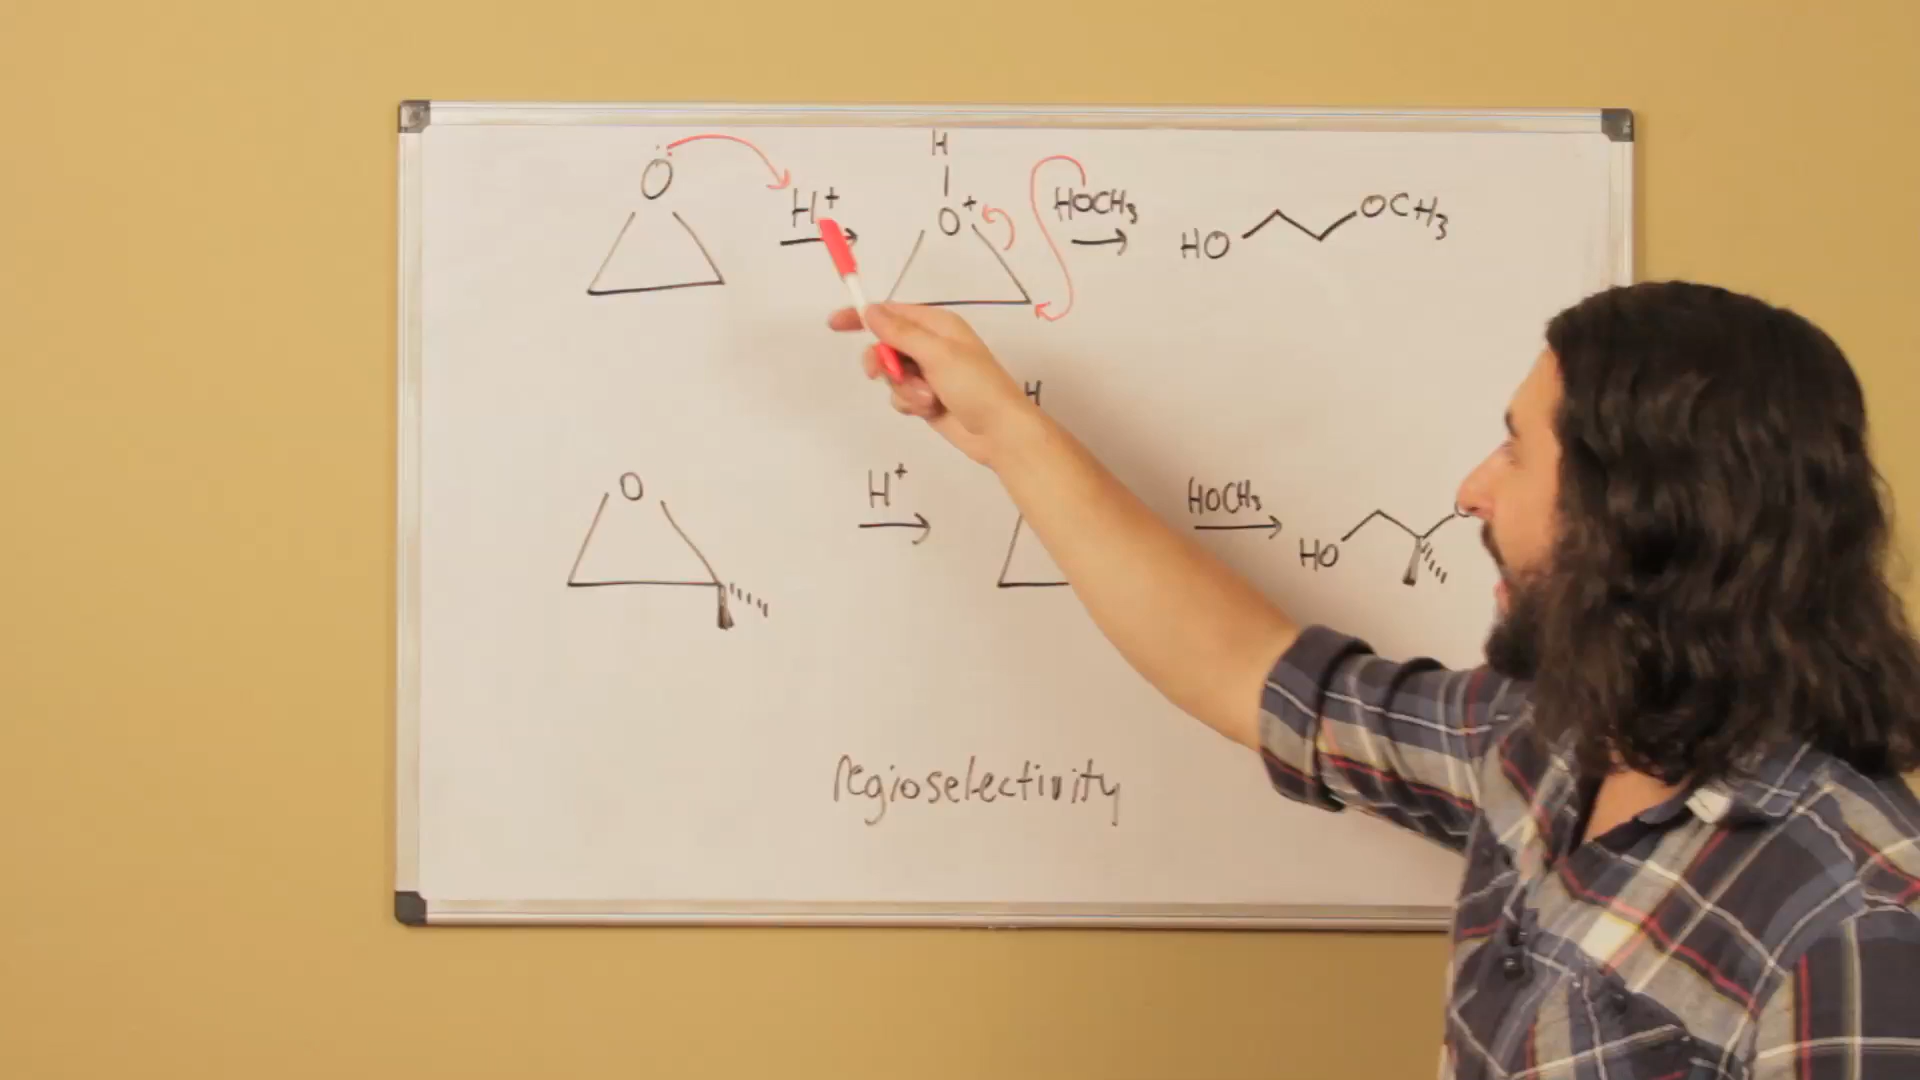 H
O H+ O+ HOCH3 HO OCH3
H
O H+ HOCH3 HO
regioselectivity